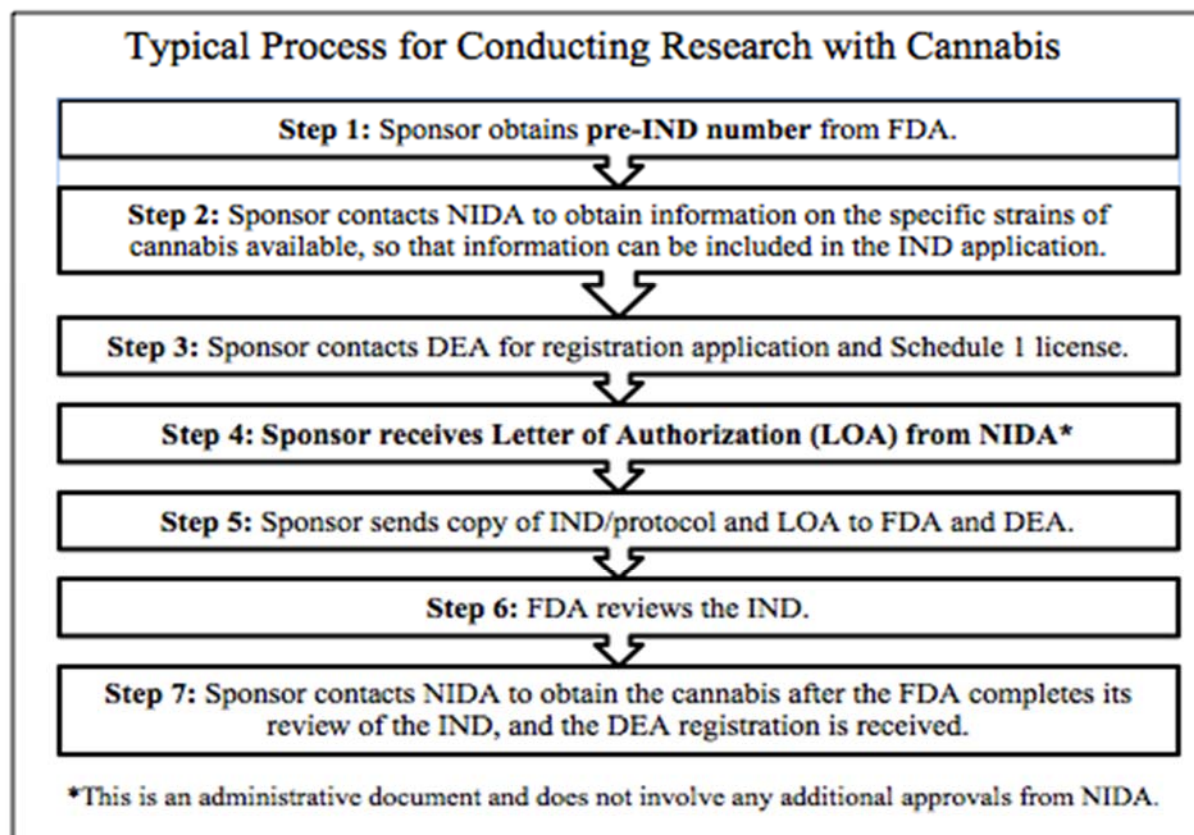 Typical Process for Conducting Research with Cannabis
Step 1: Sponsor obtains pre-IND number from FDA.
Step 2: Sponsor contacts NIDA to obtain information on the specific strains of
cannabis available, so that information can be included in the IND application.
Step 3: Sponsor contacts DEA for registration application and Schedule 1 license.
Step 4: Sponsor receives Letter of Authorization (LOA) from NIDA*
Step 5: Sponsor sends copy of IND/protocol and LOA to FDA and DEA.
Step 6: FDA reviews the IND.
Step 7: Sponsor contacts NIDA to obtain the cannabis after the FDA completes its
review of the IND, and the DEA registration is received.
*This is an administrative document and does not involve any additional approvals from NIDA.